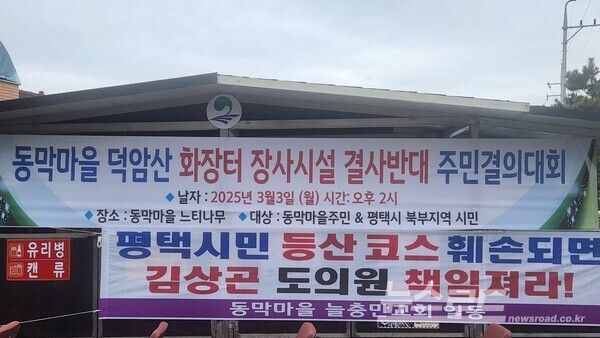 동막마을 덕암산 화장터 장사시설 결사반대 주민결의대회
◆ 날자 : 2025년 3월3일 (월) 시간: 오후 2시
◆ 장소 : 동막마을 느티나무 ◆ 대상 : 동막마을주민 & 평택시 북부지역 시민
유리병
캔 류
평택시민 등산 코스 훼손되면
김상곤 도의원 책임져라!
동막마을 늘충만교회 일동
newsroad.co.kr